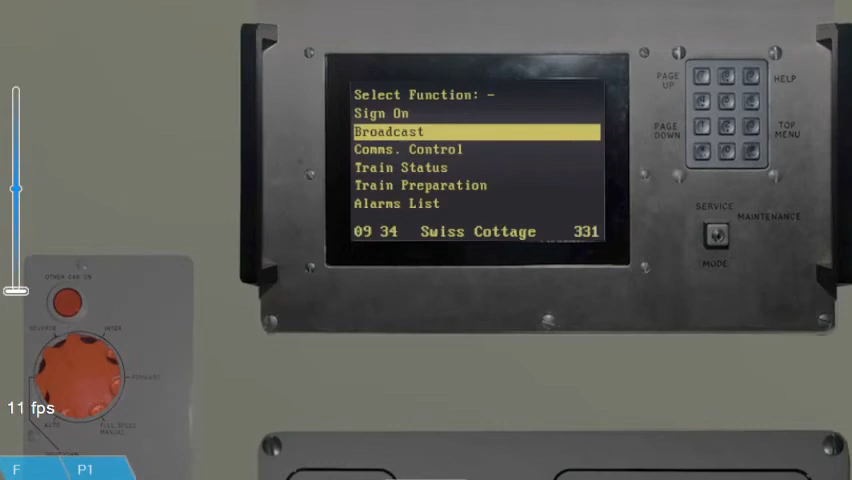 Select Function: -
Sign On
Broadcast
Comms. Control
Train Status
Train Preparation
Alarms List
09 34 Swiss Cottage 331
PAGE UP
HELP
PAGE DOWN
TOP MENU
SERVICE
MAINTENANCE
MODE
OTHER CAB ON
REVERSE
INTER
FORWARD
AUTO
FULL SPEED MANUAL
SHUTDOWN
11 fps
F
P1